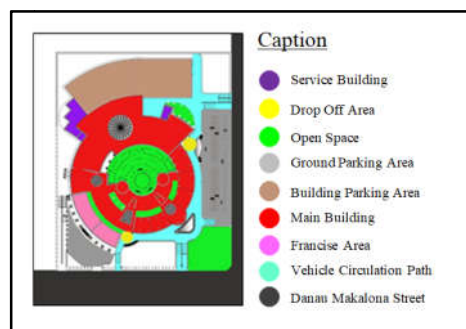 Caption
Service Building
Drop Off Area
Open Space
Ground Parking Area
Building Parking Area
Main Building
Francise Area
Vehicle Circulation Path
Danau Makalona Street